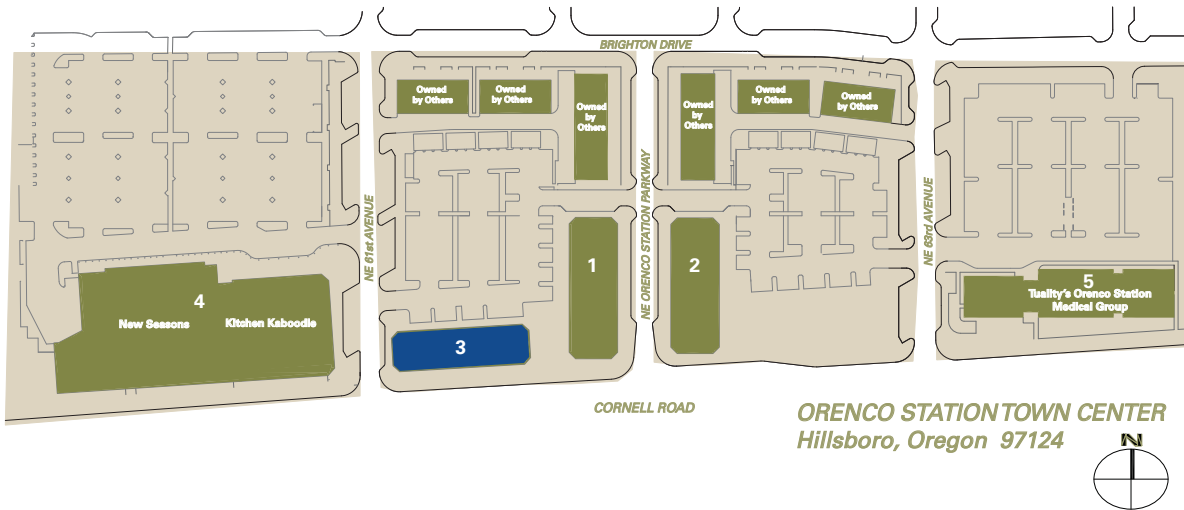 BRIGHTON DRIVE
Owned
by Others
Owned
by Others
Owned
by
Others
Owned
by
Others
Owned
by Others
Owned
by Others
NE 61st AVENUE
NE ORENCO STATION PARKWAY
NE 63rd AVENUE
1
2
3
4
New Seasons
Kitchen Kaboodle
5
Tuality's Orenco Station
Medical Group
CORNELL ROAD
ORENCO STATION TOWN CENTER
Hillsboro, Oregon 97124
N